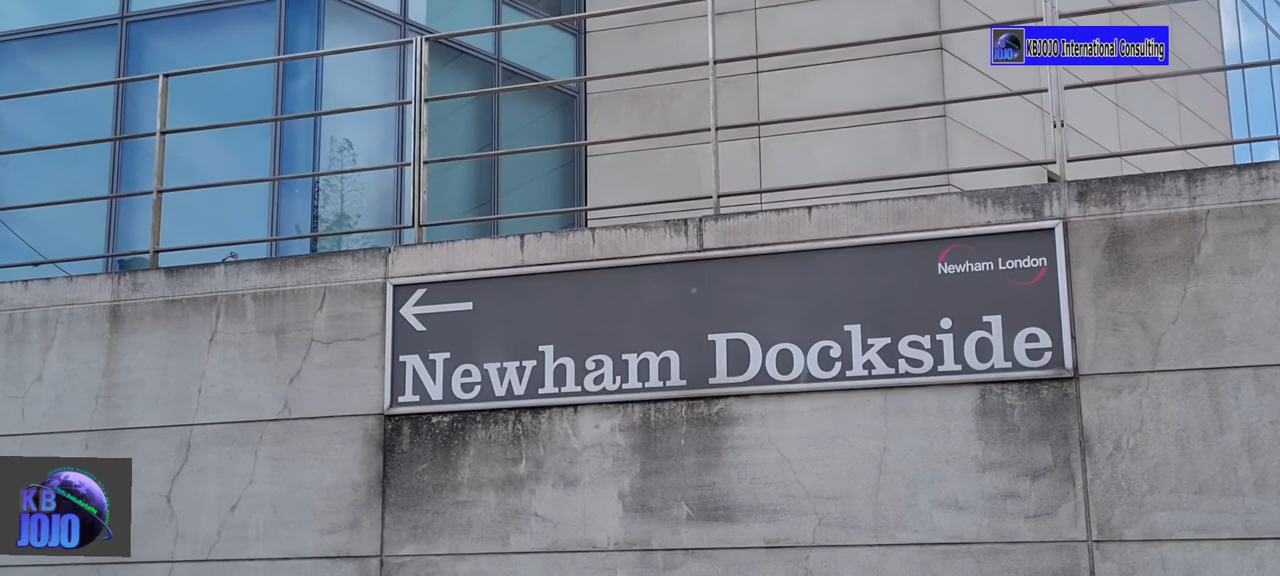 KBJOJO International Consulting
Newham London
Newham Dockside
KB
JOJO